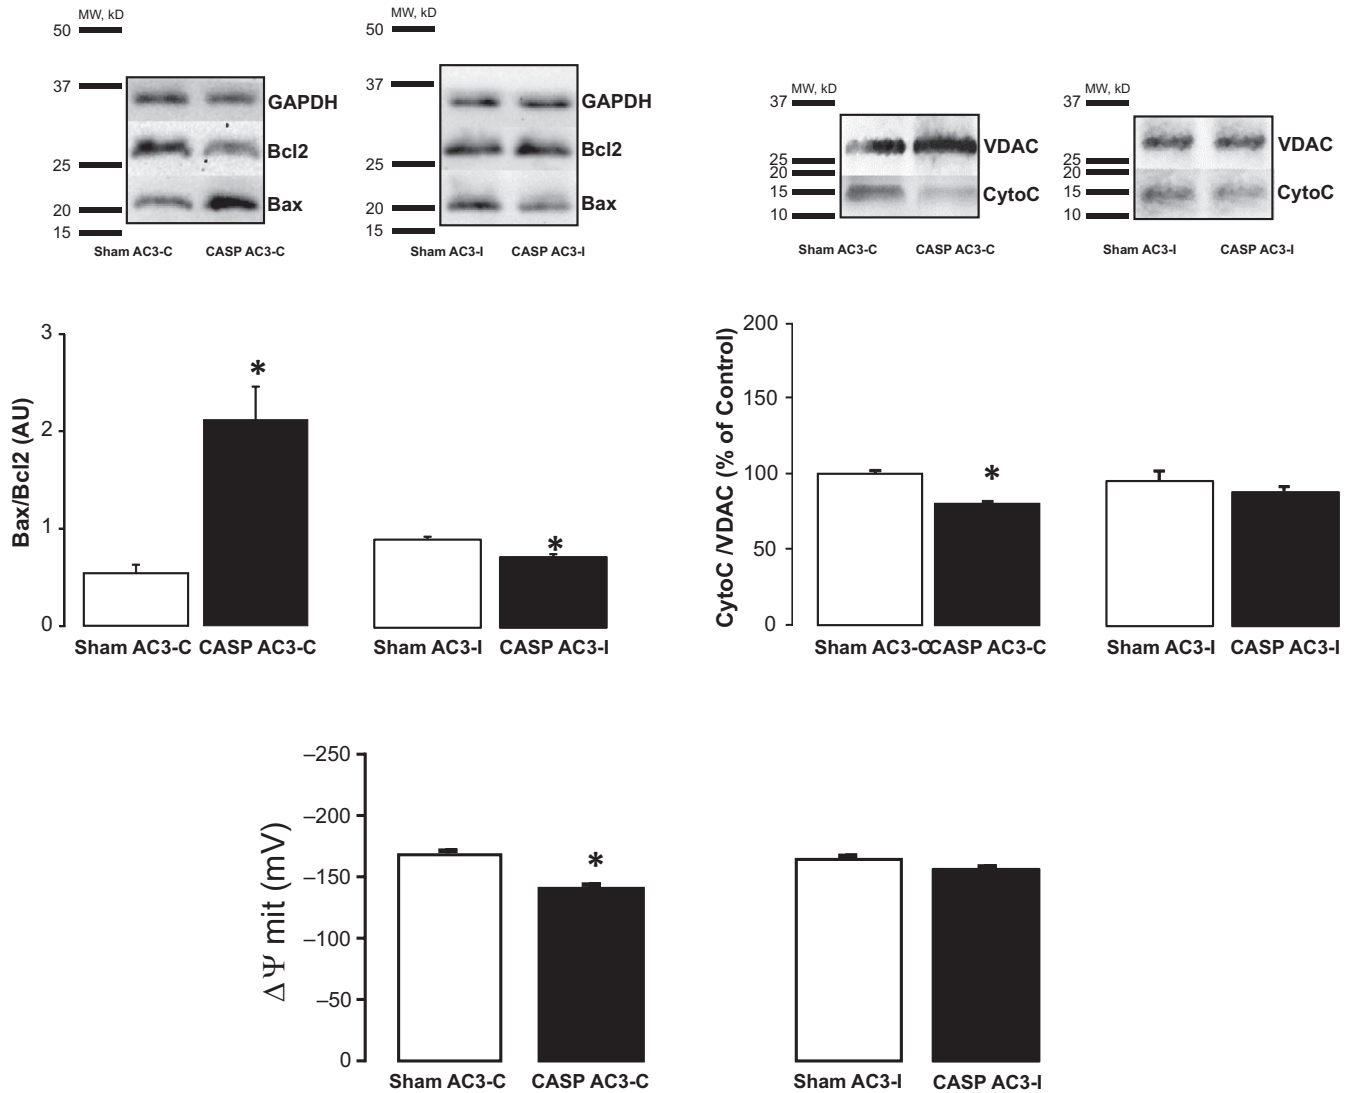 MW, kD
50
37
25
20
15
GAPDH
Bcl2
Bax
Sham AC3-C CASP AC3-C
MW, kD
50
37
25
20
15
GAPDH
Bcl2
Bax
Sham AC3-I CASP AC3-I
MW, kD
37
25
20
15
10
VDAC
CytoC
Sham AC3-C CASP AC3-C
MW, kD
37
25
20
15
10
VDAC
CytoC
Sham AC3-I CASP AC3-I
Bax/Bcl2 (AU)
3
2
1
0
*
*
Sham AC3-C CASP AC3-C Sham AC3-I CASP AC3-I
CytoC /VDAC (% of Control)
200
150
100
50
0
*
Sham AC3-C CASP AC3-C Sham AC3-I CASP AC3-I
Δ Ψ mit (mV)
–250
–200
–150
–100
–50
0
*
Sham AC3-C CASP AC3-C Sham AC3-I CASP AC3-I